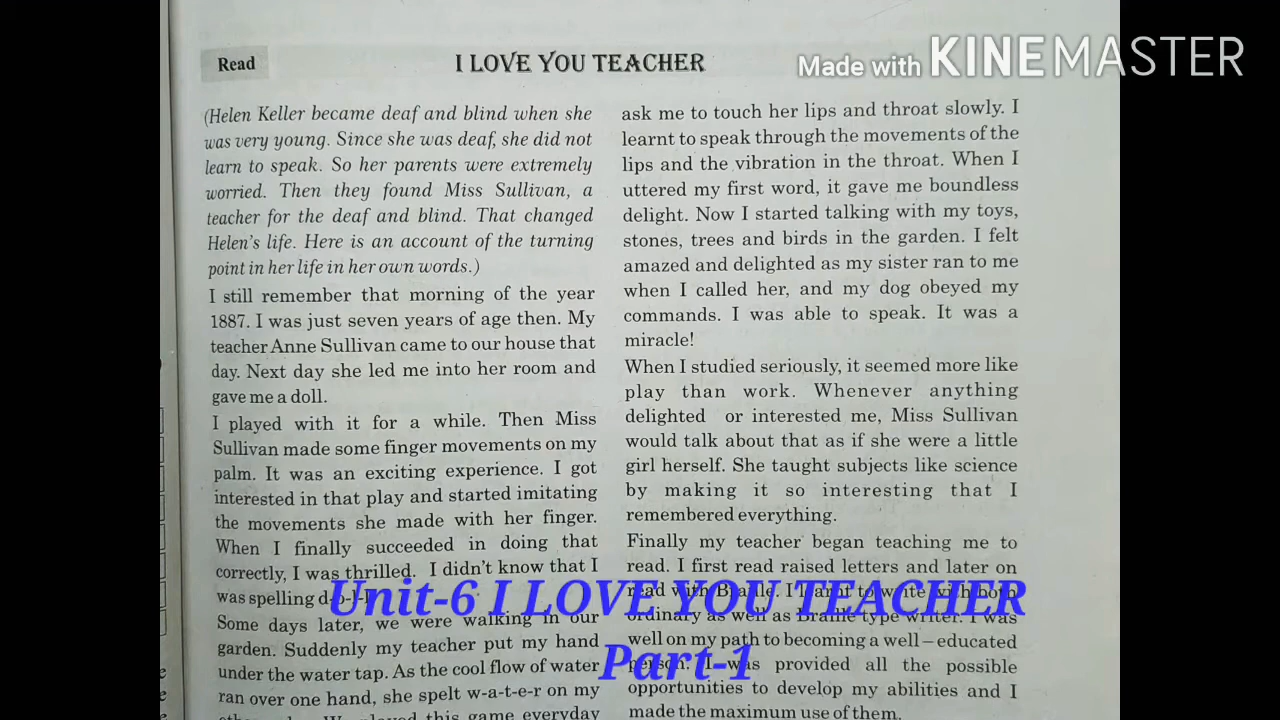 Made with KINEMASTER
Read
I LOVE YOU TEACHER
(Helen Keller became deaf and blind when she
was very young. Since she was deaf, she did not
learn to speak. So her parents were extremely
worried. Then they found Miss Sullivan, a
teacher for the deaf and blind. That changed
Helen's life. Here is an account of the turning
point in her life in her own words.)
I still remember that morning of the year
1887. I was just seven years of age then. My
teacher Anne Sullivan came to our house that
day. Next day she led me into her room and
gave me a doll.
I played with it for a while. Then Miss
Sullivan made some finger movements on my
palm. It was an exciting experience. I got
interested in that play and started imitating
the movements she made with her finger.
When I finally succeeded in doing that
correctly, I was thrilled. I didn't know that I
was spelling d-o-l-l.
Some days later, we were walking in our
garden. Suddenly my teacher put my hand
under the water tap. As the cool flow of water
ran over one hand, she spelt w-a-t-e-r on my
played this game everyday
ask me to touch her lips and throat slowly. I
learnt to speak through the movements of the
lips and the vibration in the throat. When I
uttered my first word, it gave me boundless
delight. Now I started talking with my toys,
stones, trees and birds in the garden. I felt
amazed and delighted as my sister ran to me
when I called her, and my dog obeyed my
commands. I was able to speak. It was a
miracle!
When I studied seriously, it seemed more like
play than work. Whenever anything
delighted or interested me, Miss Sullivan
would talk about that as if she were a little
girl herself. She taught subjects like science
by making it so interesting that I
remembered everything.
Finally my teacher began teaching me to
read. I first read raised letters and later on
read with Braille. I learnt to write with both
ordinary as well as Braille type writer. I was
well on my path to becoming a well–educated
person. I was provided all the possible
opportunities to develop my abilities and I
made the maximum use of them.
Unit-6 I LOVE YOU TEACHER
Part-1